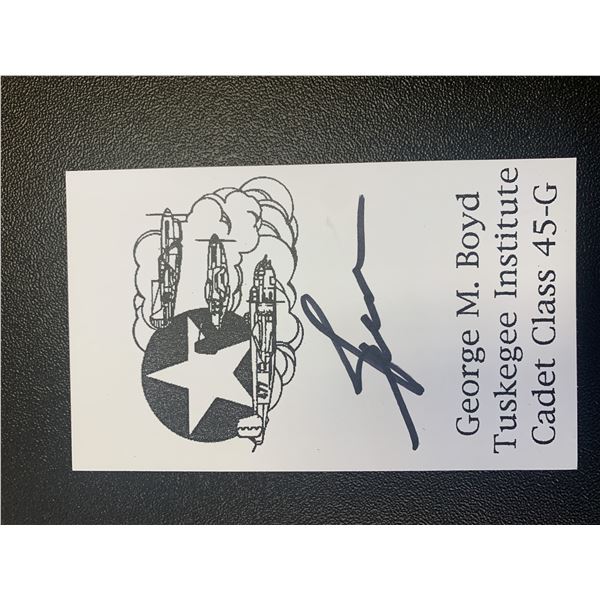 George M. Boyd
Tuskegee Institute
Cadet Class 45-G